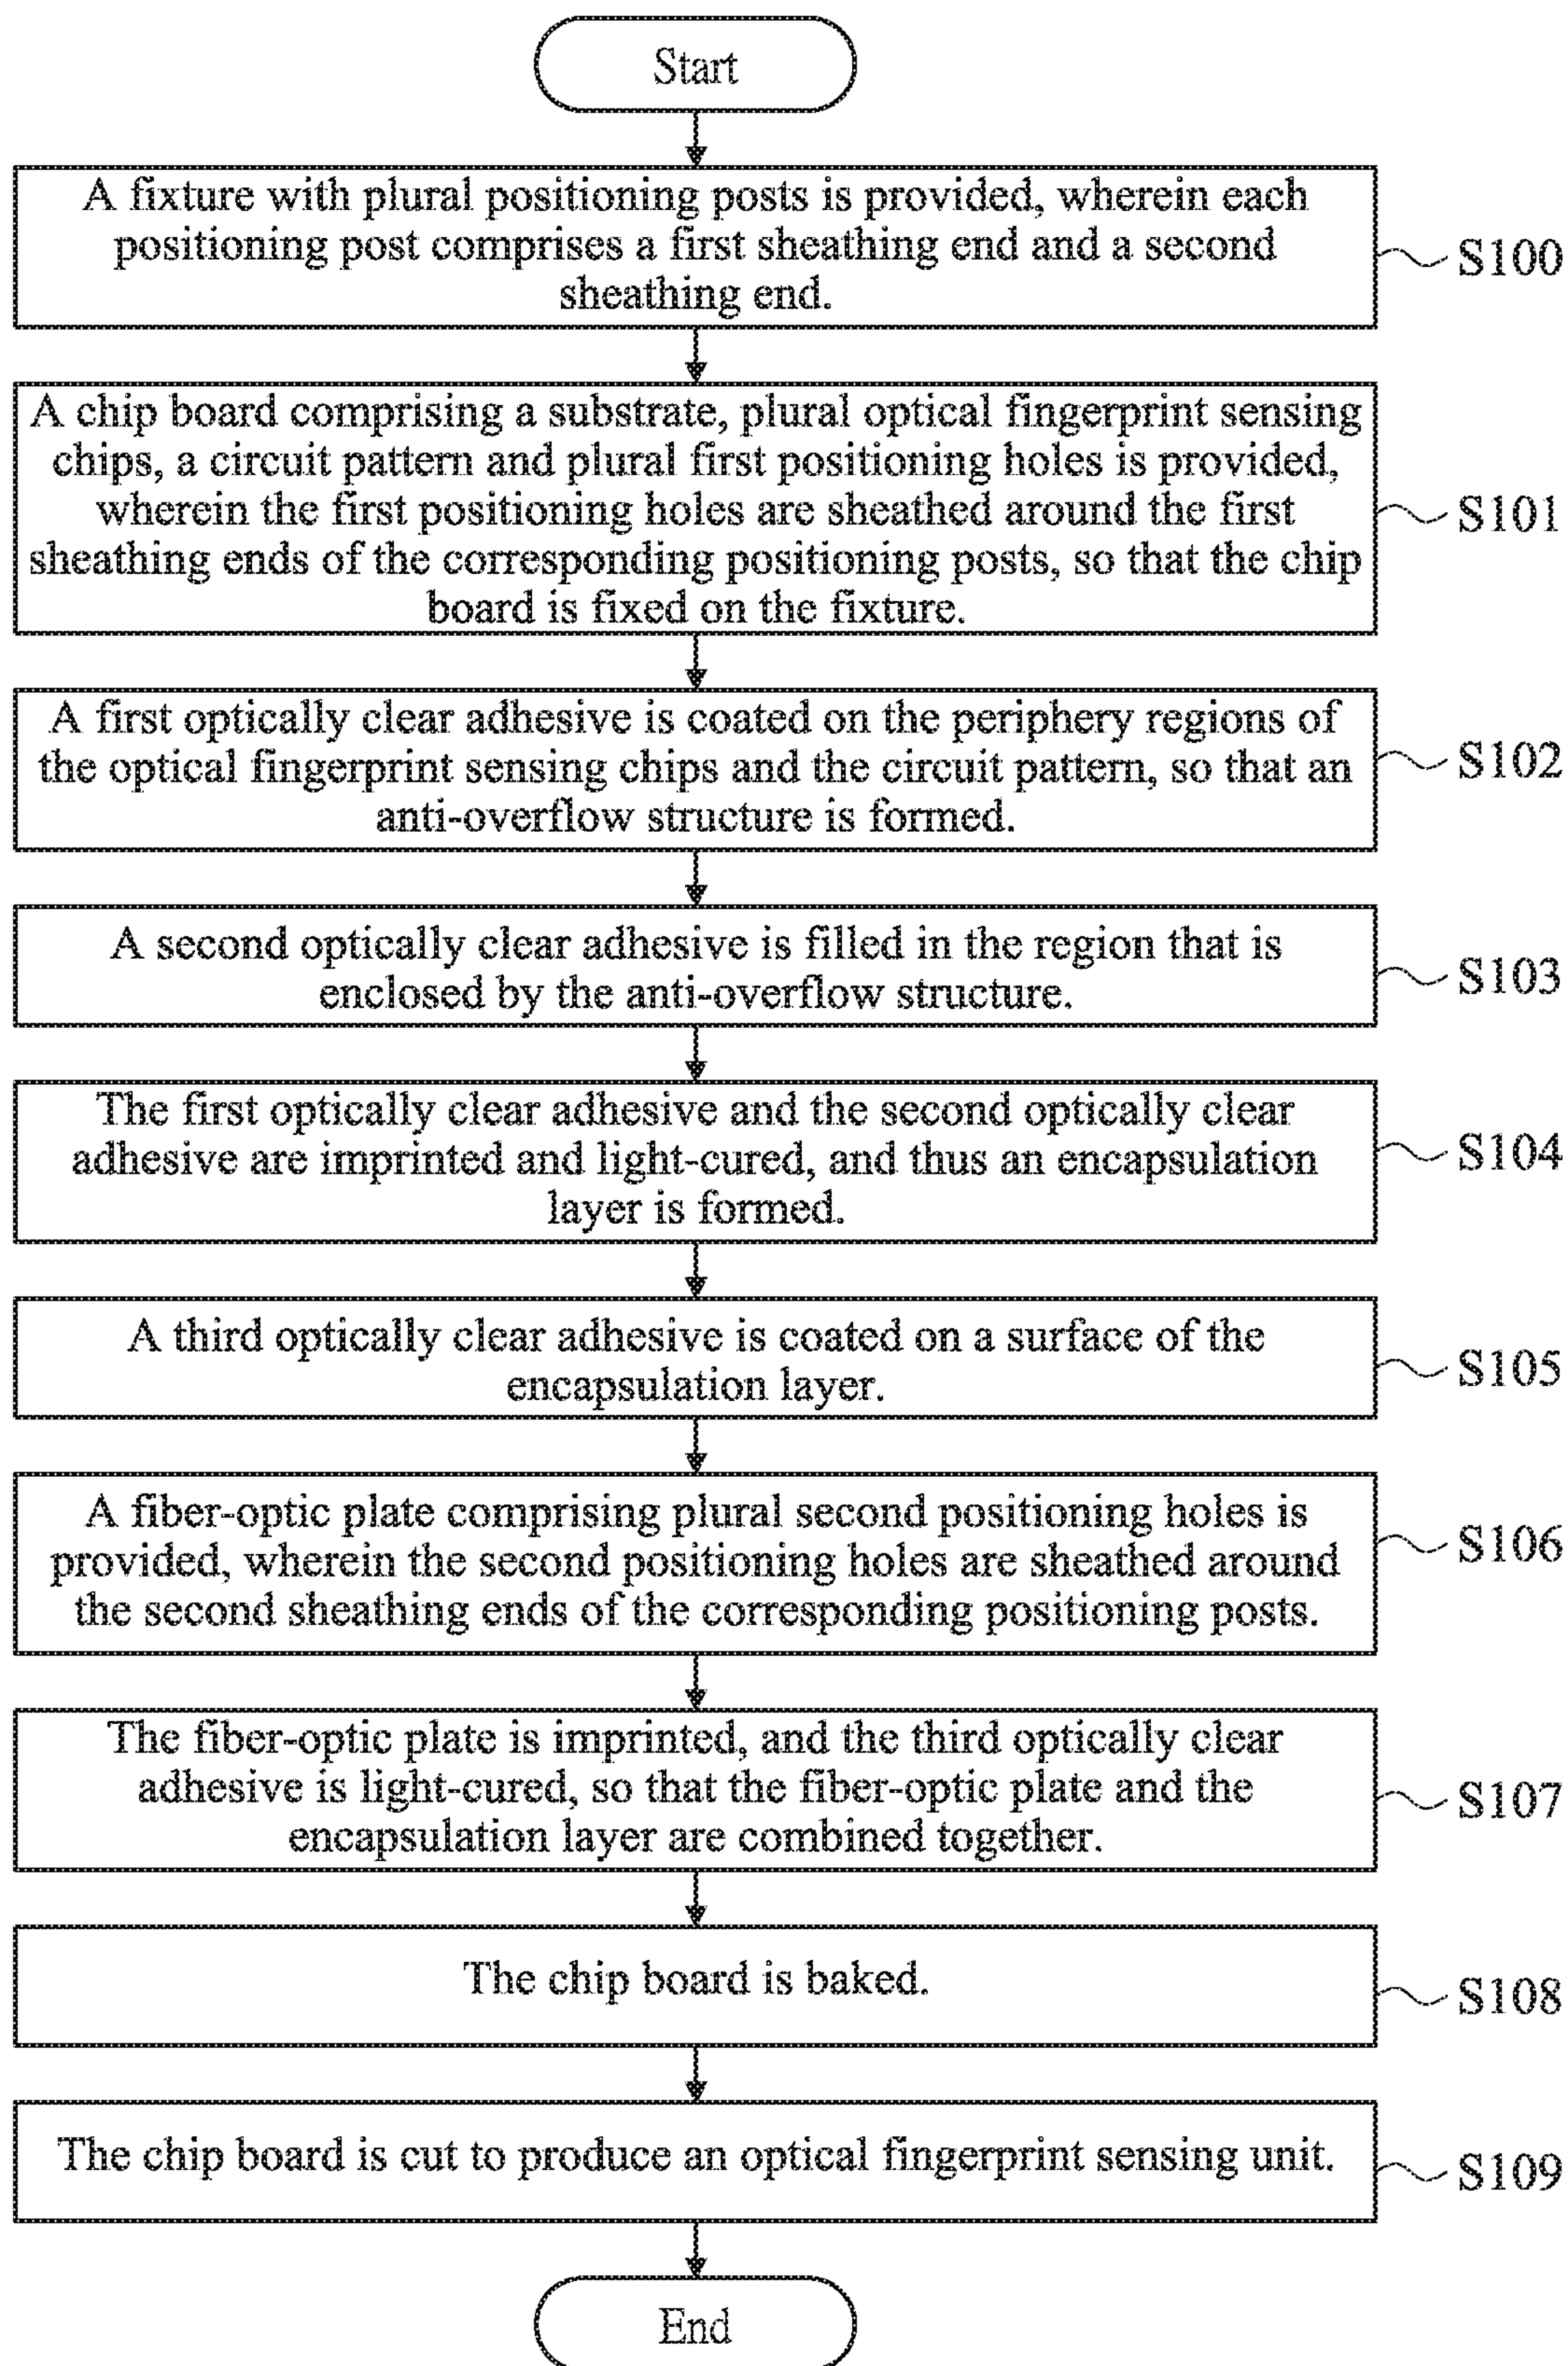 Start
A fixture with plural positioning posts is provided, wherein each
positioning post comprises a first sheathing end and a second
sheathing end.
S100
A chip board comprising a substrate, plural optical fingerprint sensing
chips, a circuit pattern and plural first positioning holes is provided,
wherein the first positioning holes are sheathed around the first
sheathing ends of the corresponding positioning posts, so that the chip
board is fixed on the fixture.
S101
A first optically clear adhesive is coated on the periphery regions of
the optical fingerprint sensing chips and the circuit pattern, so that an
anti-overflow structure is formed.
S102
A second optically clear adhesive is filled in the region that is
enclosed by the anti-overflow structure.
S103
The first optically clear adhesive and the second optically clear
adhesive are imprinted and light-cured, and thus an encapsulation
layer is formed.
S104
A third optically clear adhesive is coated on a surface of the
encapsulation layer.
S105
A fiber-optic plate comprising plural second positioning holes is
provided, wherein the second positioning holes are sheathed around
the second sheathing ends of the corresponding positioning posts.
S106
The fiber-optic plate is imprinted, and the third optically clear
adhesive is light-cured, so that the fiber-optic plate and the
encapsulation layer are combined together.
S107
The chip board is baked.
S108
The chip board is cut to produce an optical fingerprint sensing unit.
S109
End